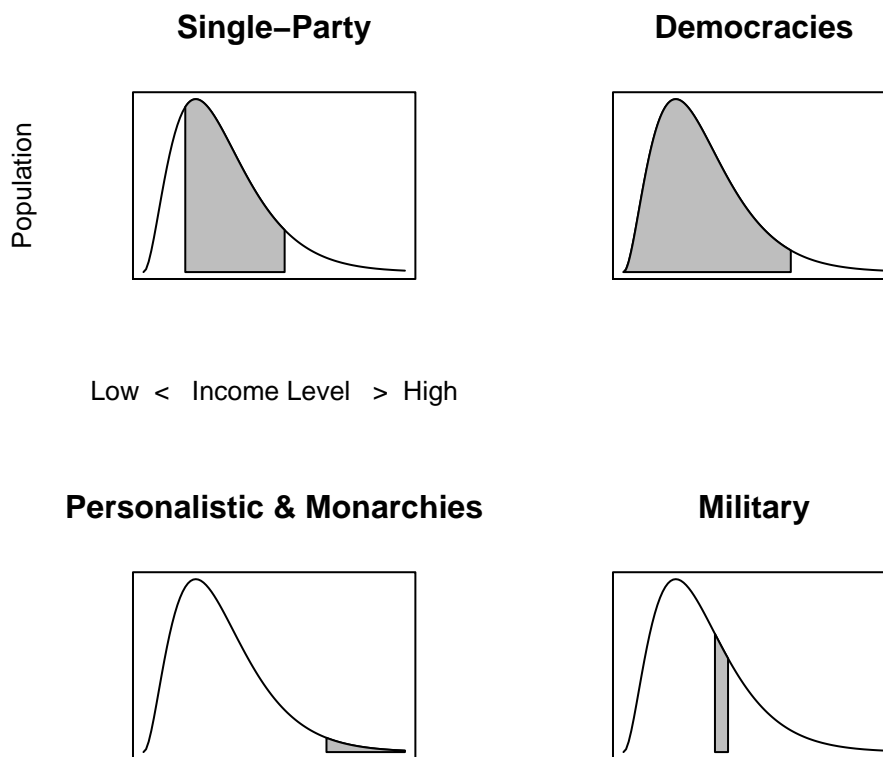 Single−Party
Democracies
Population
Low < Income Level > High
Personalistic & Monarchies
Military